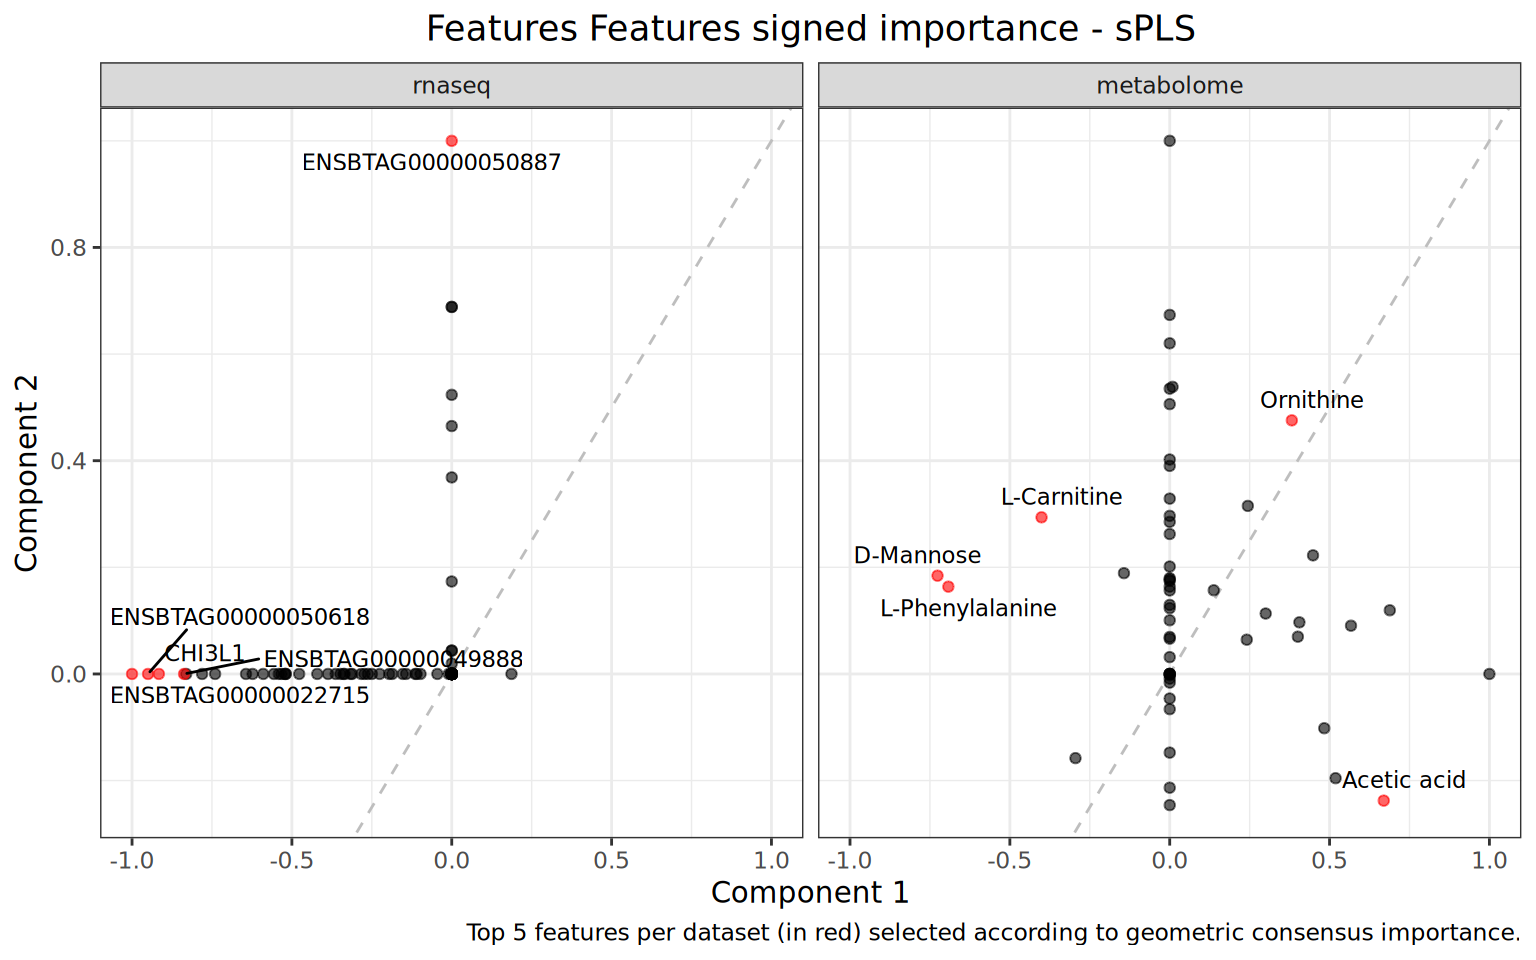 Features Features signed importance - sPLS
rnaseq
metabolome
ENSBTAG00000050887
Ornithine
L-Carnitine
D-Mannose
L-Phenylalanine
ENSBTAG00000050618
CHI3L1
ENSBTAG00000049888
ENSBTAG00000022715
Acetic acid
0.8
0.4
0.0
Component 2
-1.0 -0.5 0.0 0.5 1.0
-1.0 -0.5 0.0 0.5 1.0
Component 1
Top 5 features per dataset (in red) selected according to geometric consensus importance.